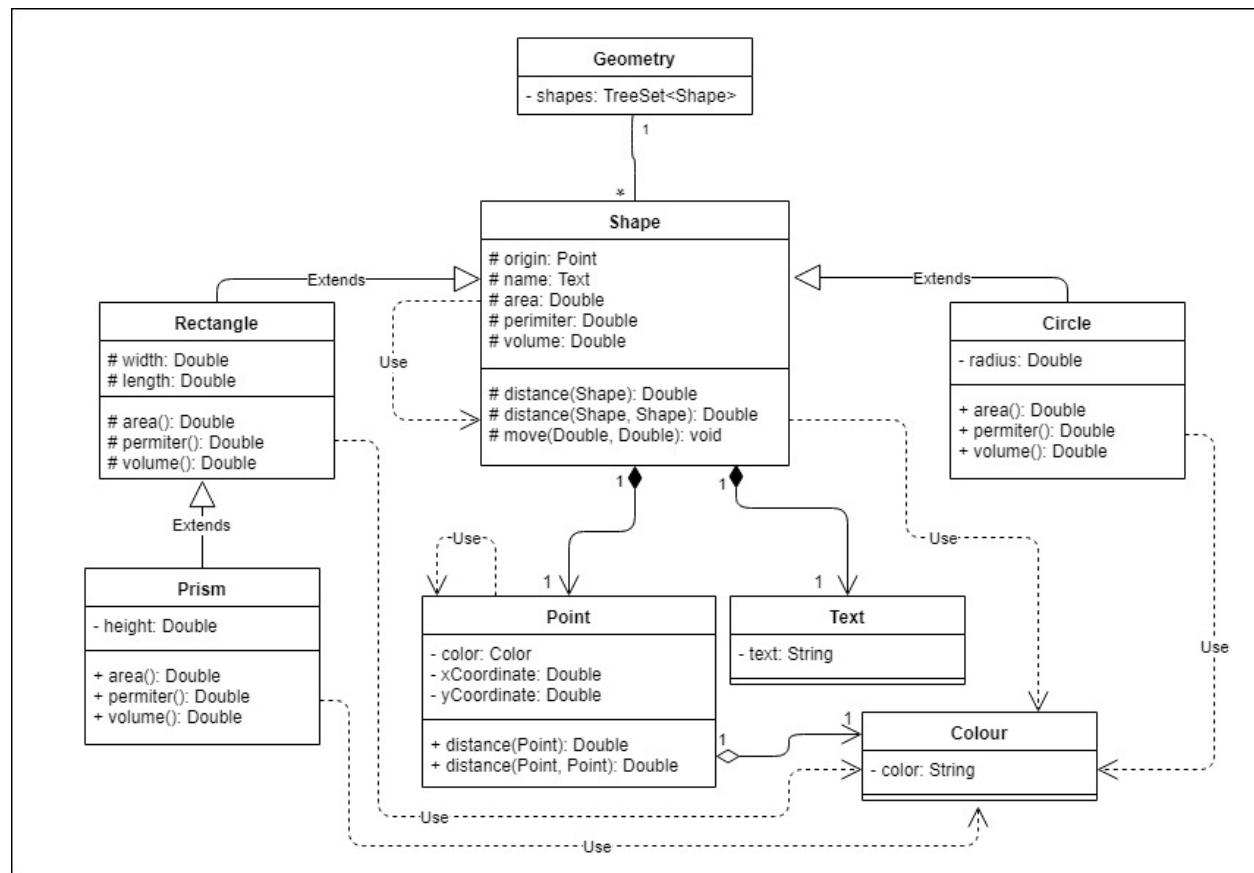 Geometry
- shapes: TreeSet<Shape>
1
*
Shape
# origin: Point
# name: Text
# area: Double
# perimiter: Double
# volume: Double
# distance(Shape): Double
# distance(Shape, Shape): Double
# move(Double, Double): void
Extends
Extends
Use
Rectangle
# width: Double
# length: Double
# area(): Double
# permiter(): Double
# volume(): Double
Circle
- radius: Double
+ area(): Double
+ permiter(): Double
+ volume(): Double
1
1
Extends
Use
Use
1
1
Prism
- height: Double
+ area(): Double
+ permiter(): Double
+ volume(): Double
Point
- color: Color
- xCoordinate: Double
- yCoordinate: Double
+ distance(Point): Double
+ distance(Point, Point): Double
Text
- text: String
Use
1
1
Colour
- color: String
Use
Use